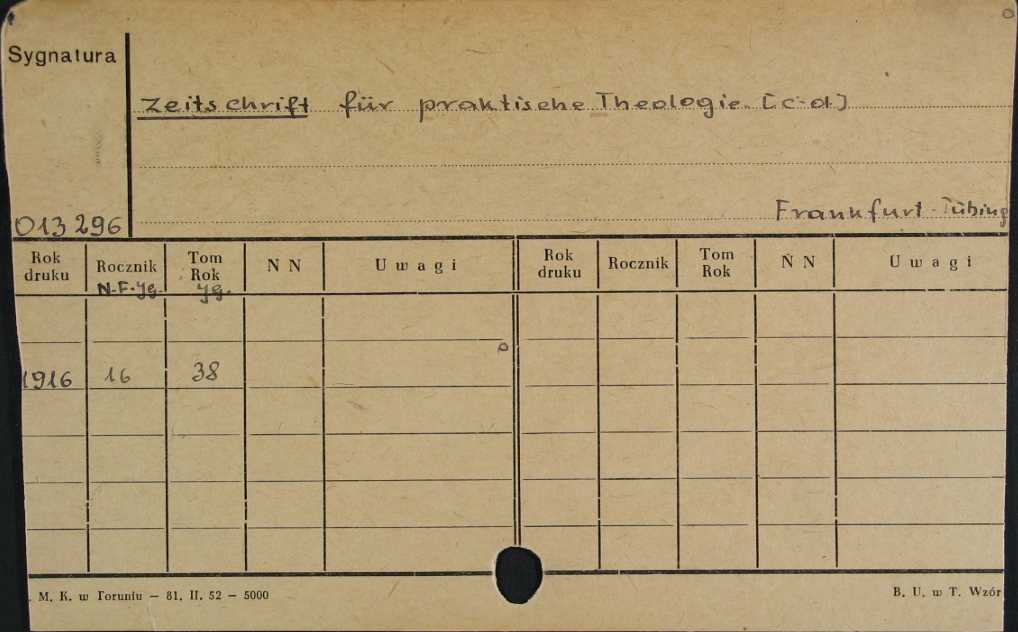 Sygnatura
Zeitschrift für praktische Theologie. [c.d.]
013 296
Frankfurt-Tübing
Rok druku Rocznik Tom Rok N N Uwagi Rok druku Rocznik Tom Rok N N Uwagi
N.F.Jg. Jg.
1916 16 38
. M. K. w Toruniu — 81. II. 52 — 5000
B. U. w T. Wzór